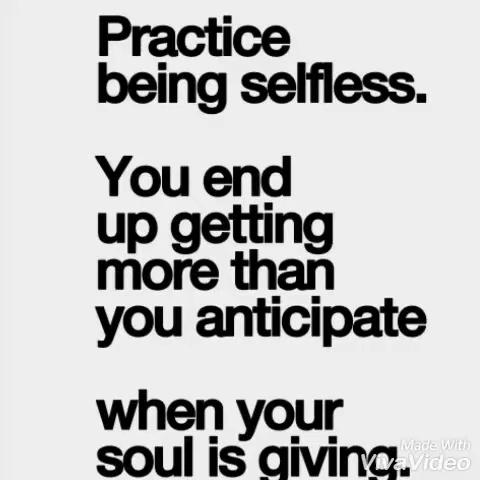 Practice
being selfless.
You end
up getting
more than
you anticipate
when your
soul is giving.
Made With
VivaVideo